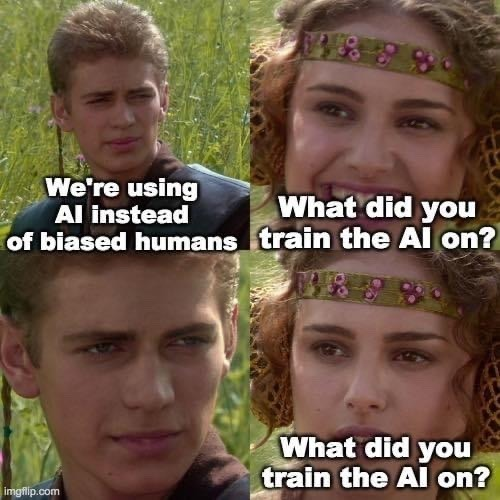 We're using
AI instead
of biased humans
What did you
train the AI on?
What did you
train the AI on?
imgflip.com